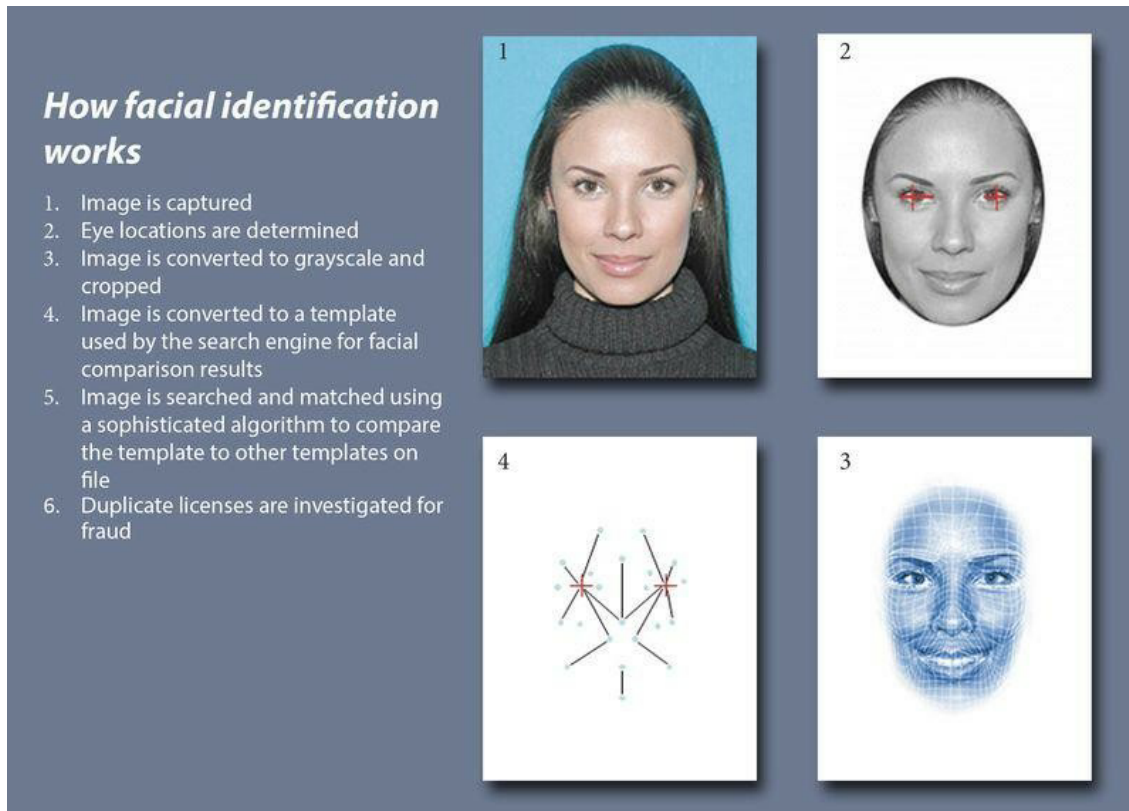 How facial identification
works
1. Image is captured
2. Eye locations are determined
3. Image is converted to grayscale and
cropped
4. Image is converted to a template
used by the search engine for facial
comparison results
5. Image is searched and matched using
a sophisticated algorithm to compare
the template to other templates on
file
6. Duplicate licenses are investigated for
fraud
1
2
4
3